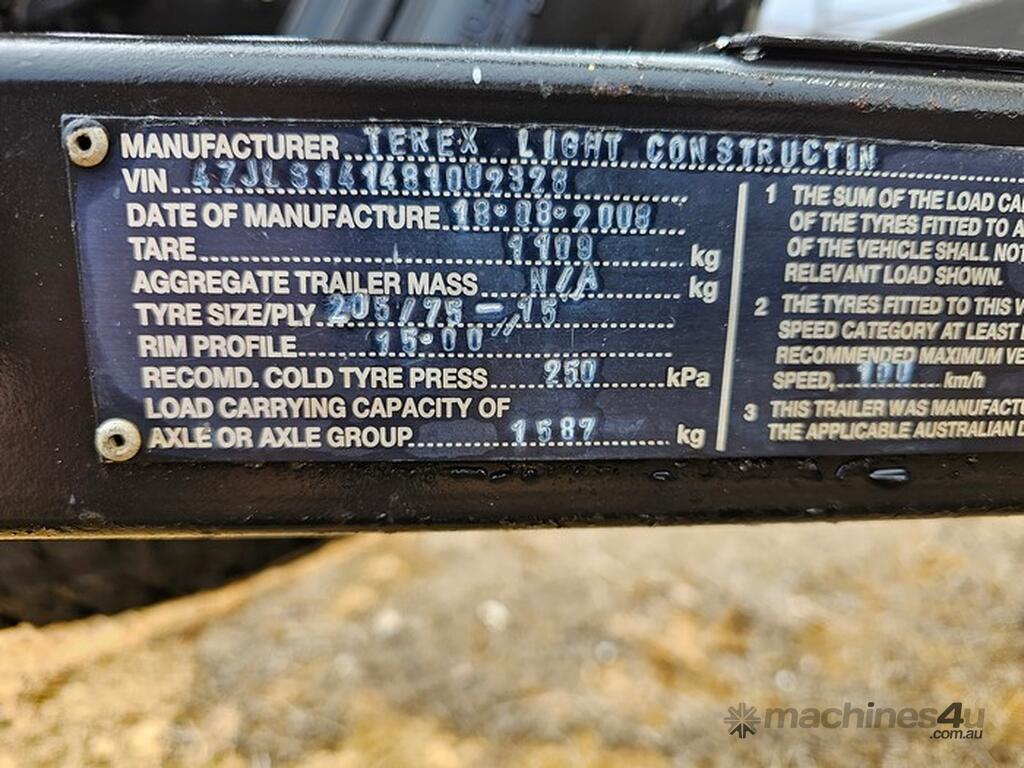 MANUFACTURER TEREX LIGHT CONSTRUCTIN
VIN 4ZJLS141481009328
DATE OF MANUFACTURE 18.08.2008
TARE 1109 kg
AGGREGATE TRAILER MASS N/A kg
TYRE SIZE/PLY 205/75-15
RIM PROFILE 15.00"
RECOMD. COLD TYRE PRESS 250 kPa
LOAD CARRYING CAPACITY OF
AXLE OR AXLE GROUP 1587 kg
1 THE SUM OF THE LOAD CA
OF THE TYRES FITTED TO A
OF THE VEHICLE SHALL NOT
RELEVANT LOAD SHOWN.
2 THE TYRES FITTED TO THIS V
SPEED CATEGORY AT LEAST
RECOMMENDED MAXIMUM VE
SPEED, 100 km/h
3 THIS TRAILER WAS MANUFACTU
THE APPLICABLE AUSTRALIAN D
machines4u
.com.au